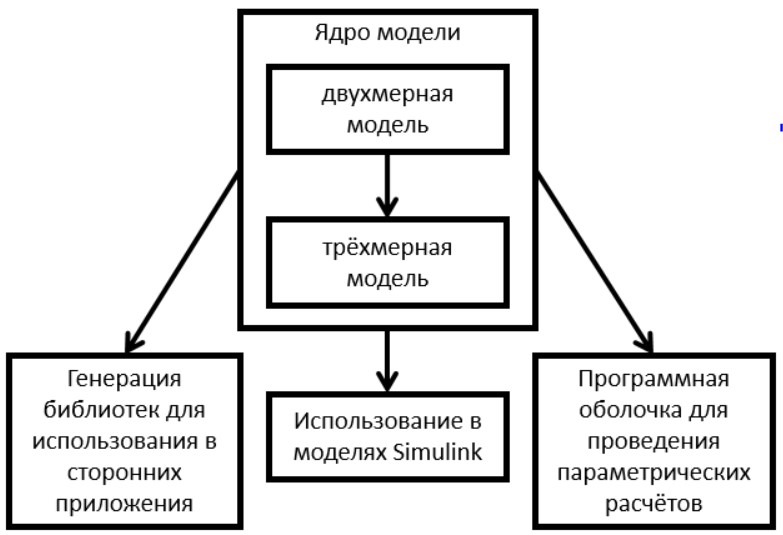 Ядро модели
двухмерная
модель
трёхмерная
модель
Генерация
библиотек для
использования в
сторонних
приложения
Использование в
моделях Simulink
Программная
оболочка для
проведения
параметрических
расчётов